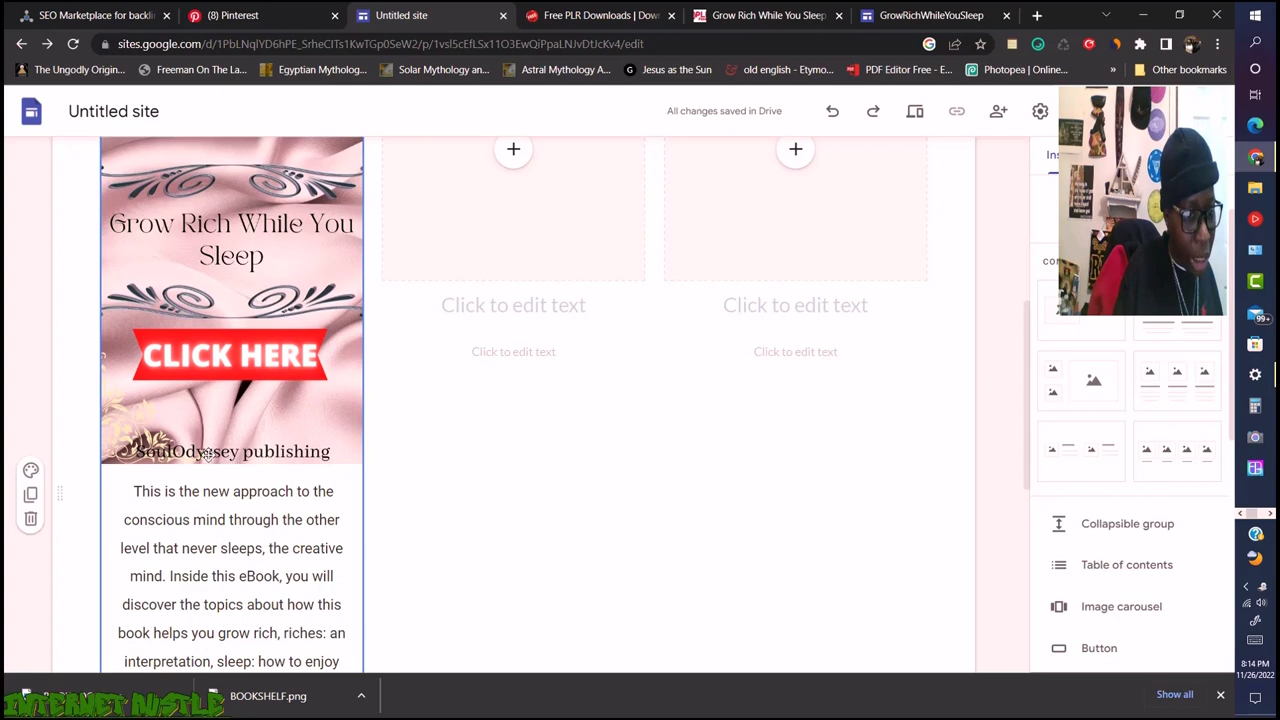 SEO Marketplace for backli
(8) Pinterest
Untitled site
Free PLR Downloads | Dow
Grow Rich While You Sleep
GrowRichWhileYouSleep
sites.google.com/d/1PbLNqlYD6hPE_SrheCITs1KwTGp0SeW2/p/1vsl5cEfLSx11O3EwQiPpaLNJvDtJcKv4/edit
The Ungodly Origin...
Freeman On The La...
Egyptian Mytholog...
Solar Mythology an...
Astral Mythology A...
Jesus as the Sun
old english - Etymo...
PDF Editor Free - E...
Photopea | Online...
»
Other bookmarks
Untitled site
All changes saved in Drive
Ins
Grow Rich While You
Sleep
CLICK HERE
SoulOdyssey publishing
Click to edit text
Click to edit text
Click to edit text
Click to edit text
This is the new approach to the
conscious mind through the other
level that never sleeps, the creative
mind. Inside this eBook, you will
discover the topics about how this
book helps you grow rich, riches: an
interpretation, sleep: how to enjoy
Collapsible group
Table of contents
Image carousel
Button
99+
8:14 PM
11/26/2022
BOOKSHELF.png
Show all
INTERNET HUSTLE